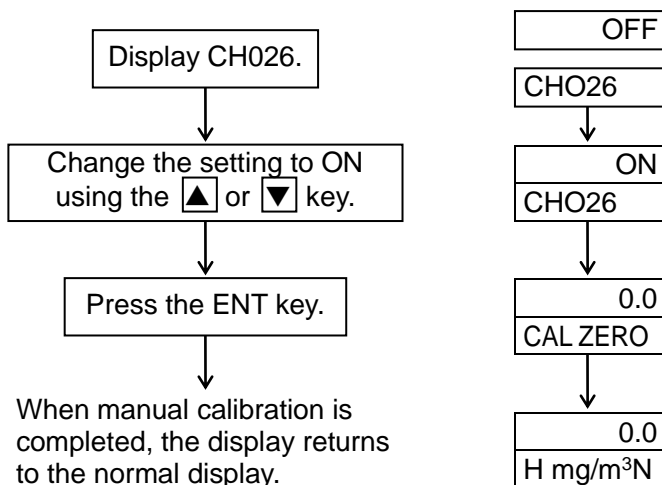 Display CH026.
Change the setting to ON
using the ▲ or ▼ key.
Press the ENT key.
When manual calibration is
completed, the display returns
to the normal display.
OFF
CHO26
ON
CHO26
0.0
CAL ZERO
0.0
H mg/m³N